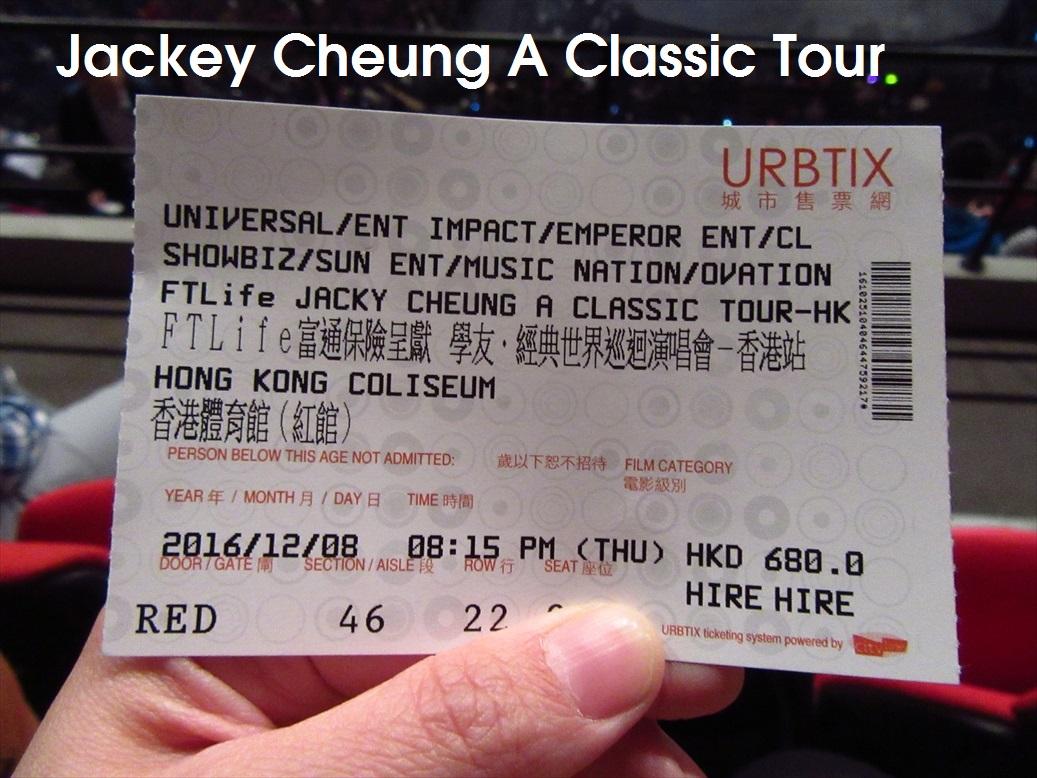 Jackey Cheung A Classic Tour
URBTIX
城市售票網
UNIVERSAL/ENT IMPACT/EMPEROR ENT/CL
SHOWBIZ/SUN ENT/MUSIC NATION/OVATION
FTLife JACKY CHEUNG A CLASSIC TOUR-HK
FTLife富通保險呈獻 學友・經典世界巡迴演唱會-香港站
HONG KONG COLISEUM
香港體育館(紅館)
PERSON BELOW THIS AGE NOT ADMITTED: 歲以下恕不招待 FILM CATEGORY
電影級別
YEAR 年 / MONTH 月 / DAY 日 TIME 時間
2016/12/08 08:15 PM (THU) HKD 680.0
DOOR / GATE 閘 SECTION / AISLE 段 ROW 行 SEAT 座位
HIRE HIRE
RED 46 22
URBTIX ticketing system powered by